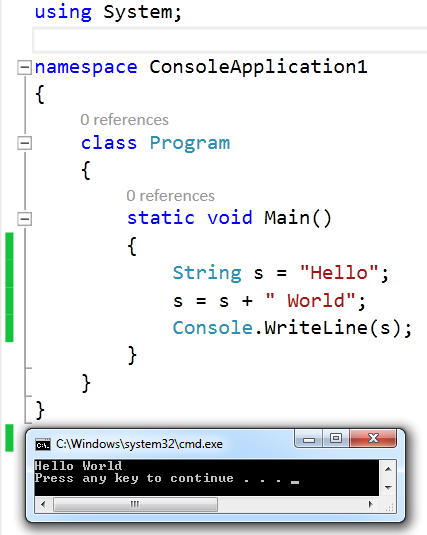 using System;
namespace ConsoleApplication1
{
0 references
class Program
{
0 references
static void Main()
{
String s = "Hello";
s = s + " World";
Console.WriteLine(s);
}
}
}
C:\Windows\system32\cmd.exe
Hello World
Press any key to continue . . . _